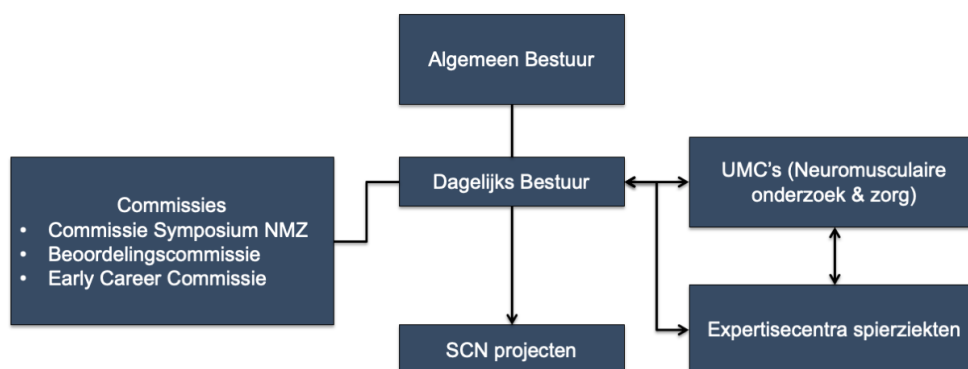 Algemeen Bestuur
Dagelijks Bestuur
UMC's (Neuromusculaire
onderzoek & zorg)
Commissies
• Commissie Symposium NMZ
• Beoordelingscommissie
• Early Career Commissie
SCN projecten
Expertisecentra spierziekten